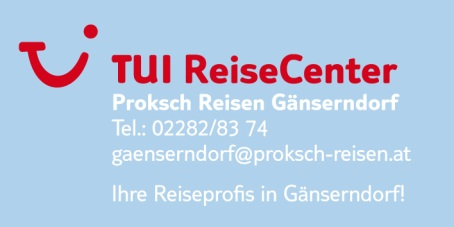 TUI ReiseCenter
Proksch Reisen Gänserndorf
Tel.: 02282/83 74
gaenserndorf@proksch-reisen.at
Ihre Reiseprofis in Gänserndorf!